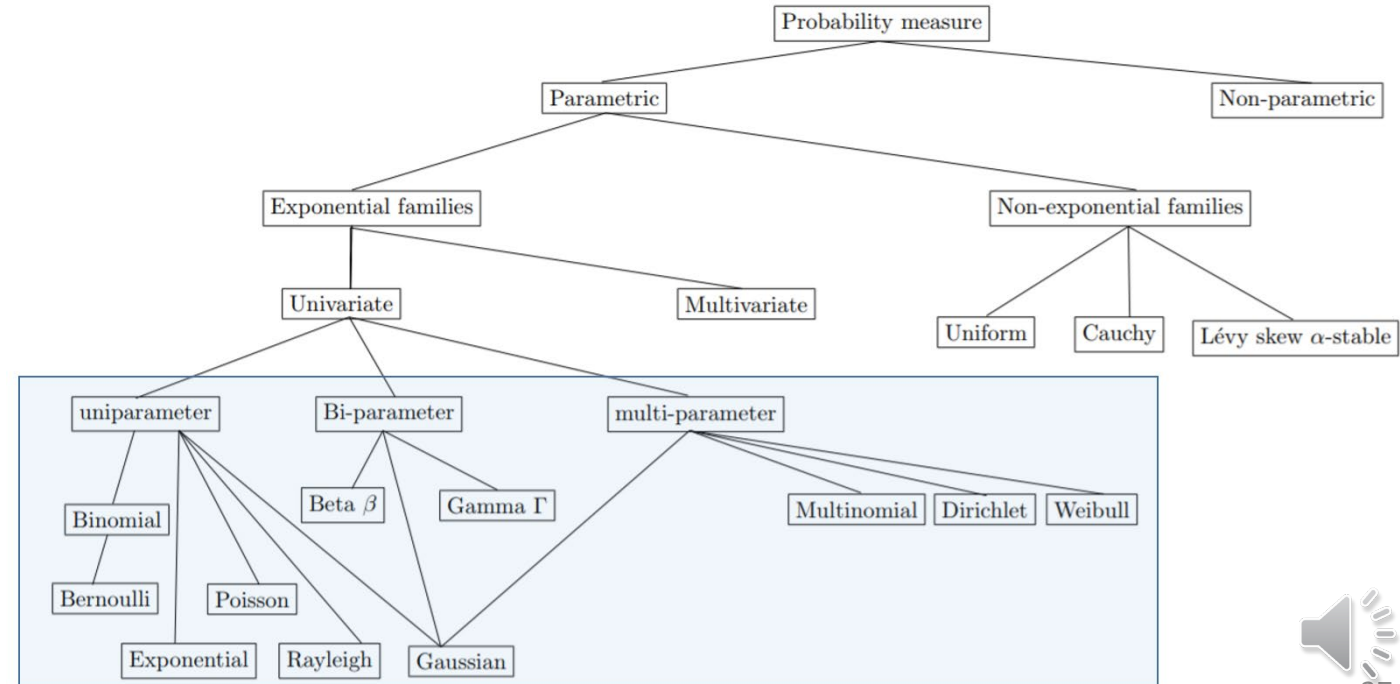 Probability measure
Parametric
Non-parametric
Exponential families
Non-exponential families
Univariate
Multivariate
Uniform
Cauchy
Lévy skew α-stable
uniparameter
Bi-parameter
multi-parameter
Beta β
Gamma Γ
Multinomial
Dirichlet
Weibull
Binomial
Bernoulli
Poisson
Exponential
Rayleigh
Gaussian